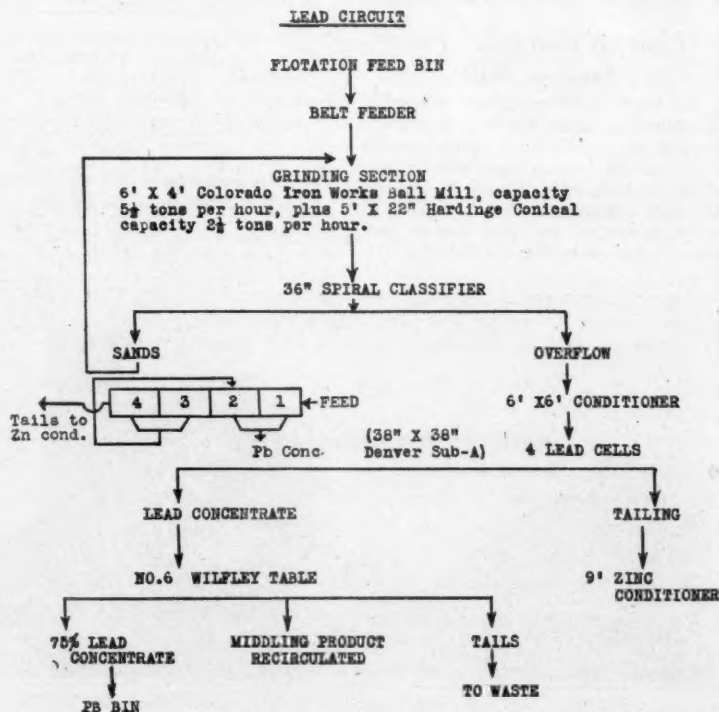 LEAD CIRCUIT
FLOTATION FEED BIN
BELT FEEDER
GRINDING SECTION
6' X 4' Colorado Iron Works Ball Mill, capacity
5½ tons per hour, plus 5' X 22" Hardinge Conical
capacity 2½ tons per hour.
36" SPIRAL CLASSIFIER
SANDS
OVERFLOW
4 3 2 1
FEED
Tails to
Zn cond.
Pb Conc.
6' X6' CONDITIONER
(38" X 38"
Denver Sub-A)
4 LEAD CELLS
LEAD CONCENTRATE
TAILING
NO.6 WILFLEY TABLE
9' ZINC
CONDITIONER
75% LEAD
CONCENTRATE
MIDDLING PRODUCT
RECIRCULATED
TAILS
PB BIN
TO WASTE